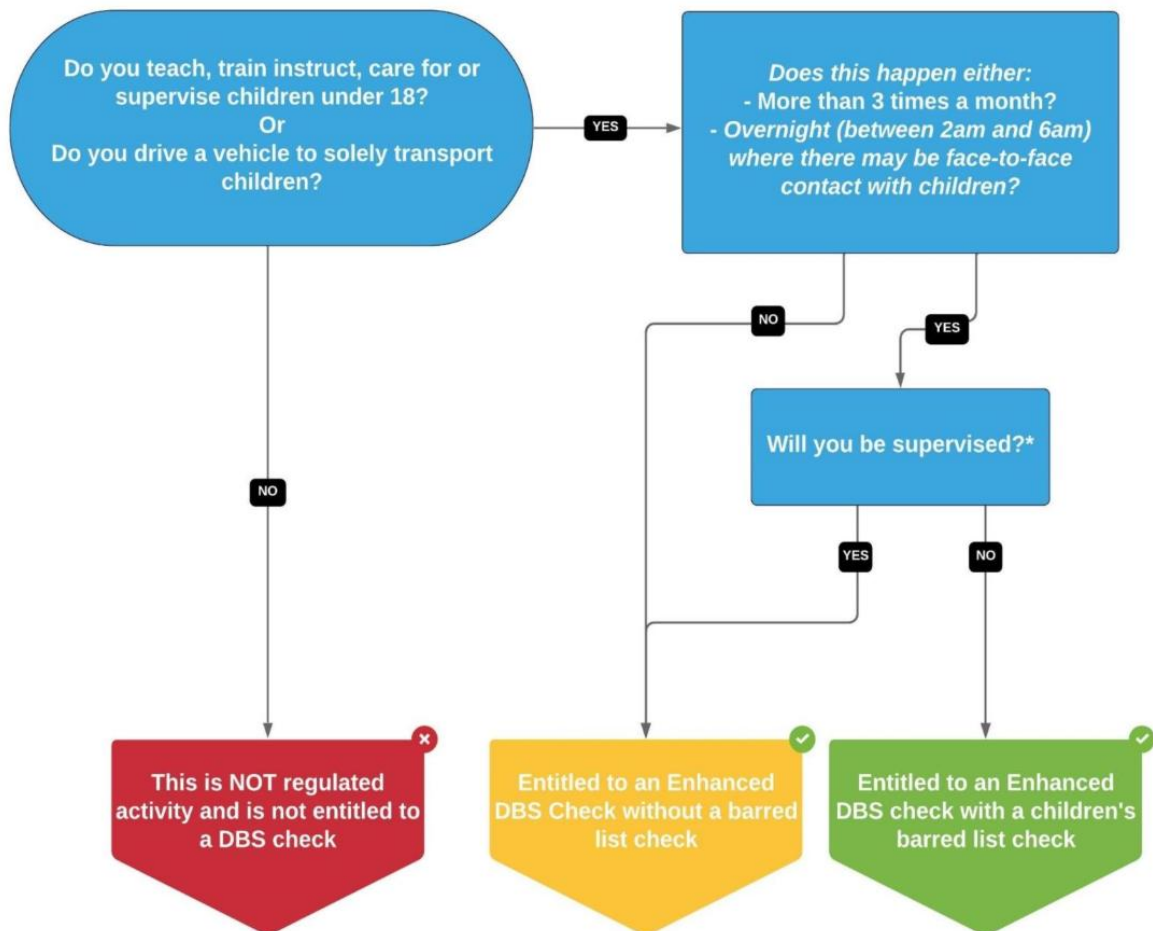 Do you teach, train instruct, care for or
supervise children under 18?
Or
Do you drive a vehicle to solely transport
children?
YES
Does this happen either:
- More than 3 times a month?
- Overnight (between 2am and 6am)
where there may be face-to-face
contact with children?
NO
YES
Will you be supervised?*
NO
YES
NO
This is NOT regulated
activity and is not entitled to
a DBS check
Entitled to an Enhanced
DBS Check without a barred
list check
Entitled to an Enhanced
DBS check with a children's
barred list check